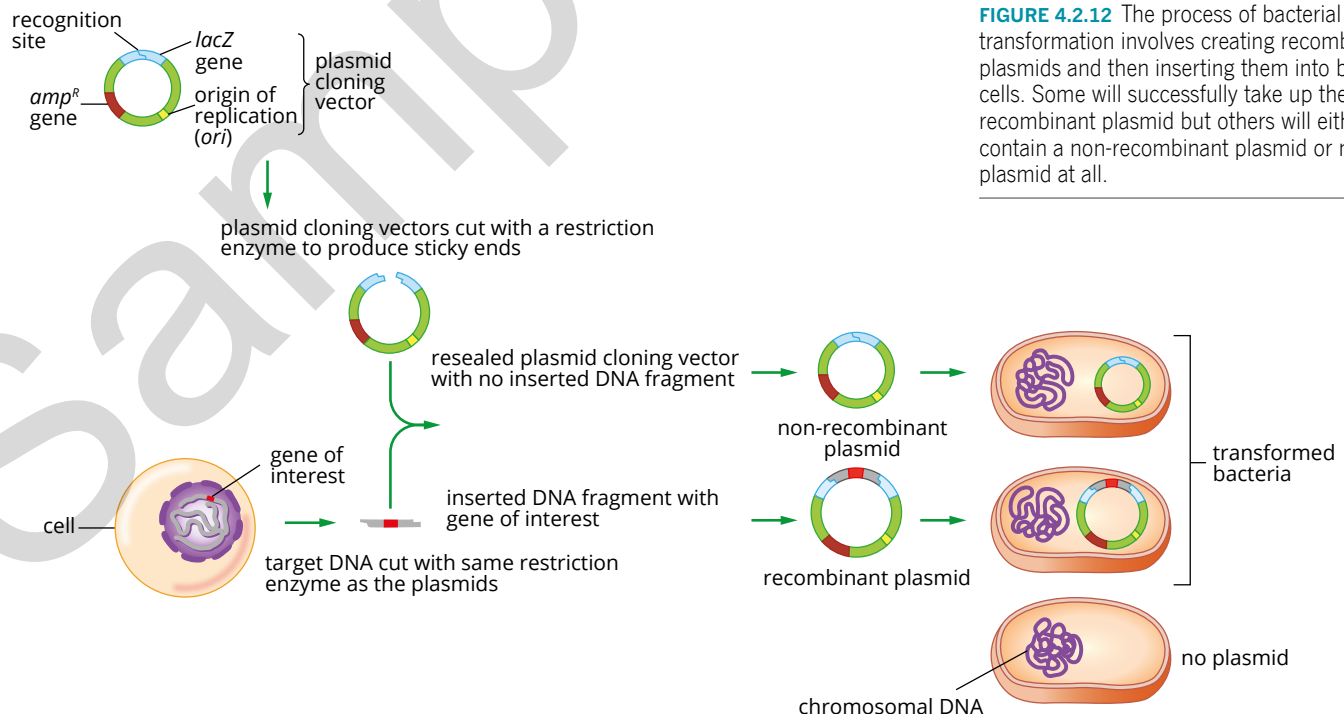 recognition
site
lacZ
gene
ampR
gene
origin of
replication
(ori)
plasmid
cloning
vector
FIGURE 4.2.12 The process of bacterial
transformation involves creating recomb
plasmids and then inserting them into b
cells. Some will successfully take up the
recombinant plasmid but others will eith
contain a non-recombinant plasmid or n
plasmid at all.
plasmid cloning vectors cut with a restriction
enzyme to produce sticky ends
resealed plasmid cloning vector
with no inserted DNA fragment
non-recombinant
plasmid
gene of
interest
cell
inserted DNA fragment with
gene of interest
target DNA cut with same restriction
enzyme as the plasmids
recombinant plasmid
transformed
bacteria
no plasmid
chromosomal DNA
Sam